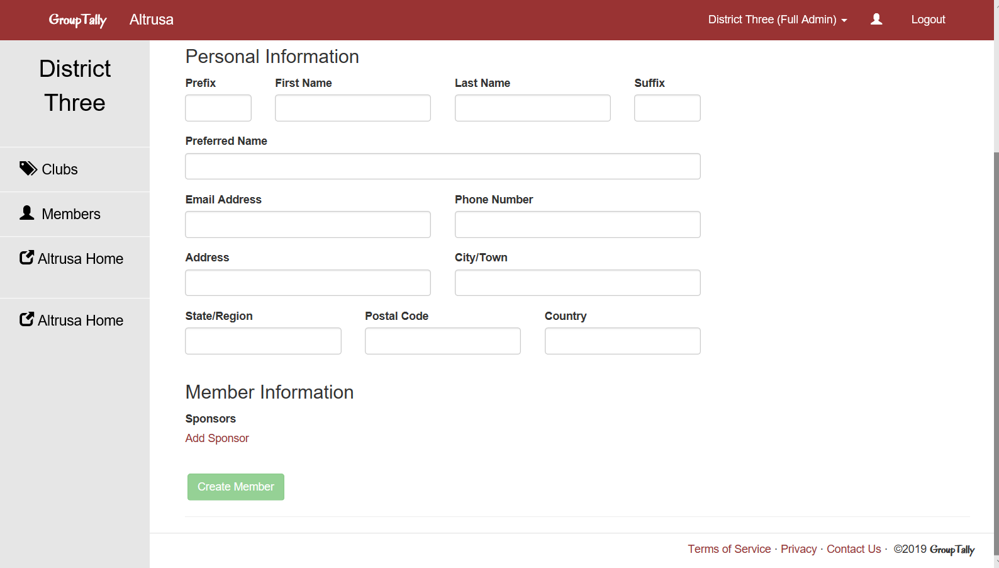 GroupTally Altrusa District Three (Full Admin) Logout
District
Three
Clubs
Members
Altrusa Home
Altrusa Home
Personal Information
Prefix First Name Last Name Suffix
Preferred Name
Email Address Phone Number
Address City/Town
State/Region Postal Code Country
Member Information
Sponsors
Add Sponsor
Create Member
Terms of Service · Privacy · Contact Us · ©2019 GroupTally